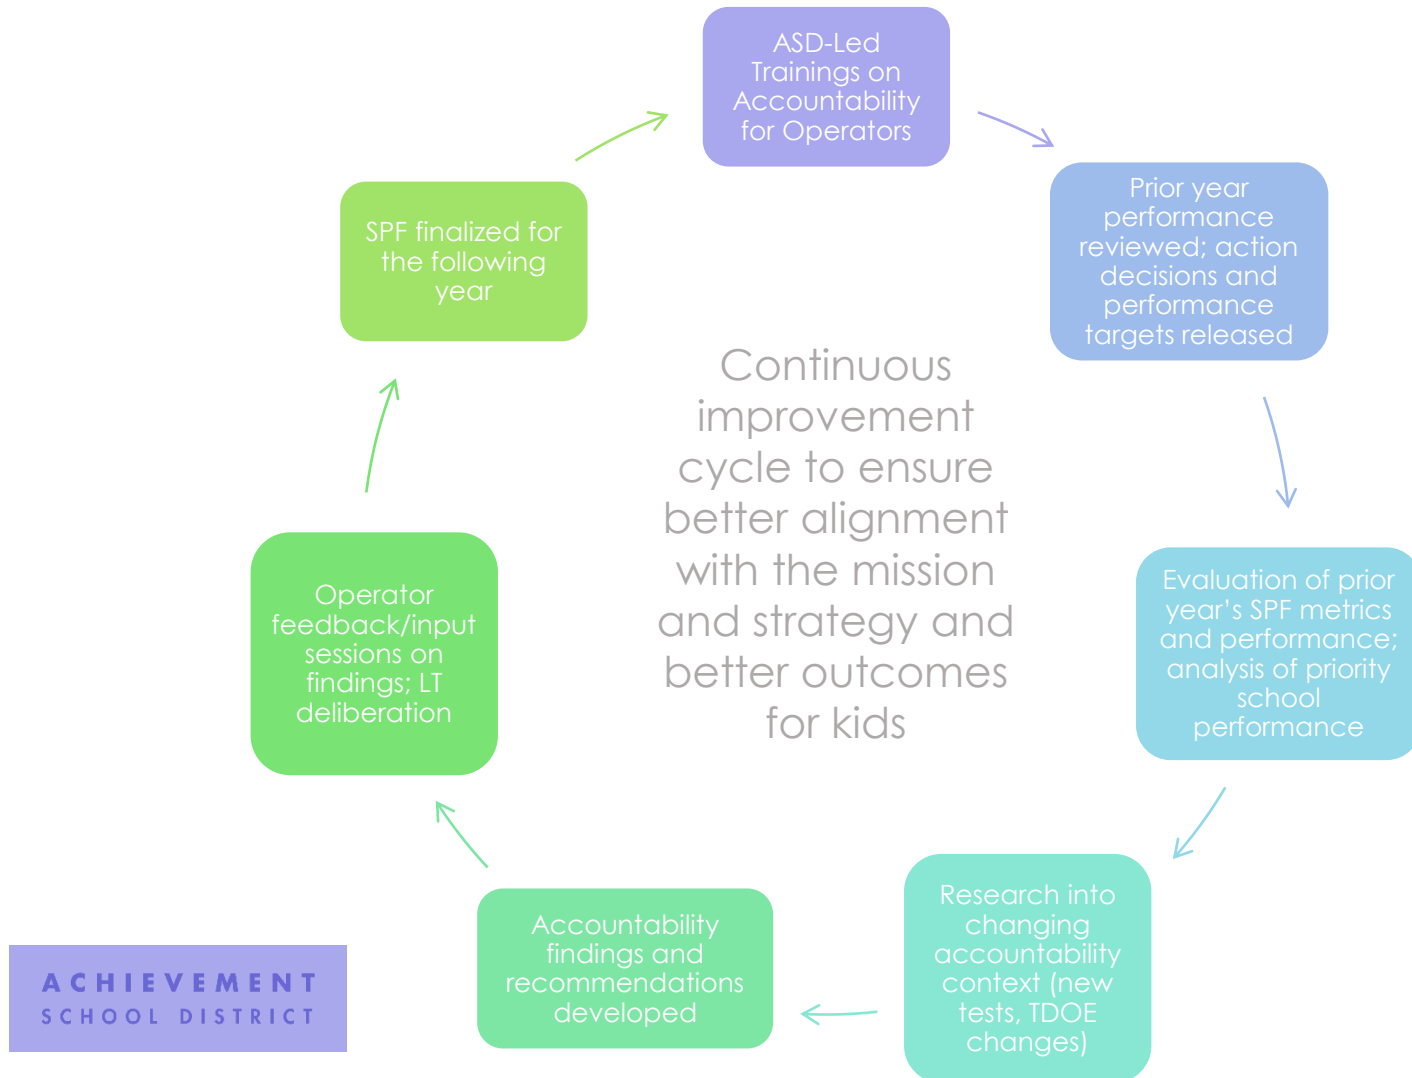 ASD-Led
Trainings on
Accountability
for Operators
Prior year
performance
reviewed; action
decisions and
performance
targets released
Evaluation of prior
year’s SPF metrics
and performance;
analysis of priority
school
performance
Research into
changing
accountability
context (new
tests, TDOE
changes)
Accountability
findings and
recommendations
developed
Operator
feedback/input
sessions on
findings; LT
deliberation
SPF finalized for
the following
year
Continuous
improvement
cycle to ensure
better alignment
with the mission
and strategy and
better outcomes
for kids
ACHIEVEMENT
SCHOOL DISTRICT